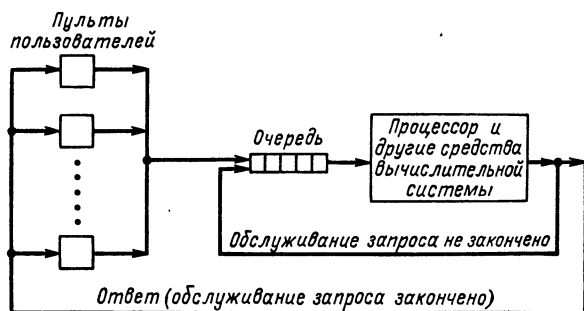 Пульты
пользователей
Очередь
Процессор и
другие средства
вычислительной
системы
Обслуживание запроса не закончено
Ответ (обслуживание запроса закончено)